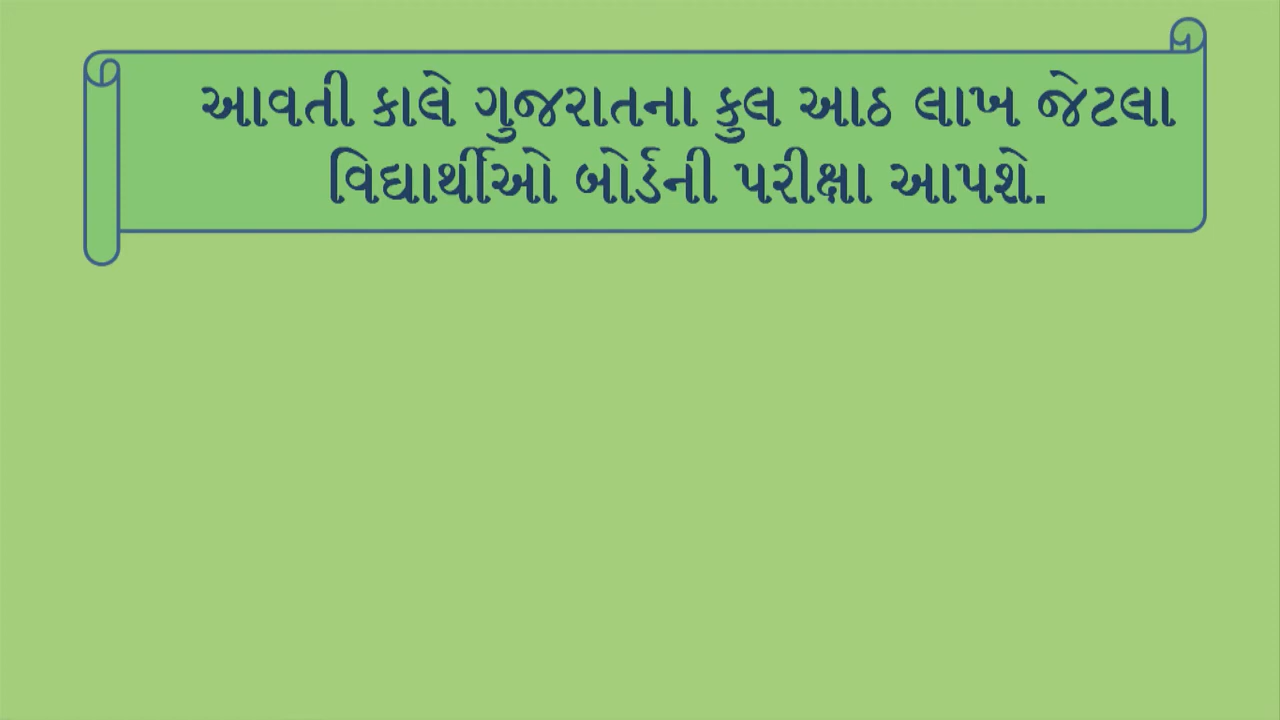 આવતી કાલે ગુજરાતના કુલ આઠ લાખ જેટલા
વિદ્યાર્થીઓ બોર્ડની પરીક્ષા આપશે.